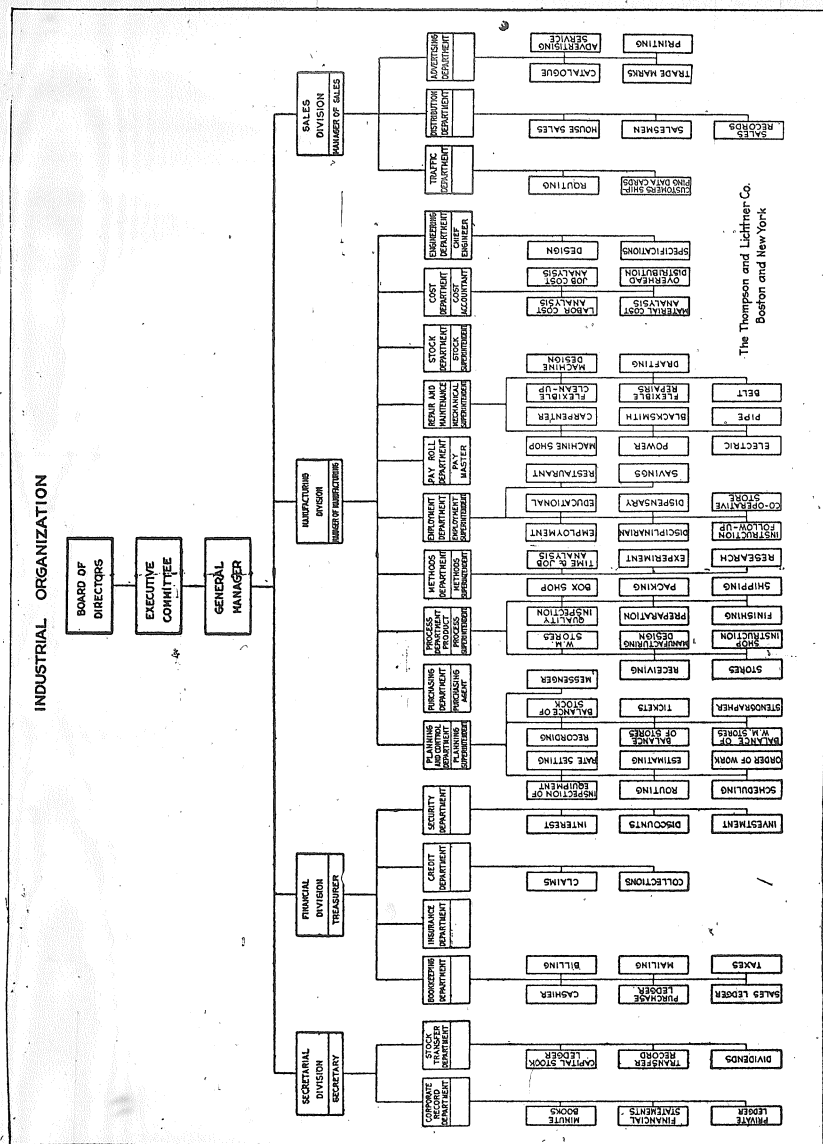 INDUSTRIAL ORGANIZATION
BOARD OF
DIRECTORS
EXECUTIVE
COMMITTEE
GENERAL
MANAGER
SECRETARIAL
DIVISION
SECRETARY
FINANCIAL
DIVISION
TREASURER
MANUFACTURING
DIVISION
MANAGER OF MANUFACTURING
SALES
DIVISION
MANAGER OF SALES
CORPORATE
RECORD
DEPARTMENT
MINUTE
BOOKS
FINANCIAL
STATEMENTS
PRIVATE
LEDGER
STOCK
TRANSFER
DEPARTMENT
CAPITAL STOCK
LEDGER
TRANSFER
RECORD
DIVIDENDS
BOOKKEEPING
DEPARTMENT
CASHIER
BILLING
PURCHASE
LEDGER
MAILING
SALES LEDGER
TAXES
INSURANCE
DEPARTMENT
CREDIT
DEPARTMENT
CLAIMS
COLLECTIONS
SECURITY
DEPARTMENT
INTEREST
DISCOUNTS
INVESTMENT
PLANNING
AND CONTROL
DEPARTMENT
PLANNING
SUPERINTENDENT
INSPECTION OF
EQUIPMENT
RATE SETTING
RECORDING
BALANCE OF
STOCK
MESSENGER
ROUTING
ESTIMATING
BALANCE
OF STORES
TICKETS
SCHEDULING
ORDER OF WORK
BALANCE OF
W.M. STORES
STENOGRAPHER
PURCHASING
DEPARTMENT
PURCHASING
AGENT
RECEIVING
STORES
PROCESS
DEPARTMENT
PRODUCT
PROCESS
SUPERINTENDENT
W.M.
STORES
QUALITY
INSPECTION
BOX SHOP
MANUFACTURING
DESIGN
PREPARATION
PACKING
SHOP
INSTRUCTION
FINISHING
SHIPPING
METHODS
DEPARTMENT
METHODS
SUPERINTENDENT
TIME & JOB
ANALYSIS
EXPERIMENT
RESEARCH
EMPLOYMENT
DEPARTMENT
EMPLOYMENT
SUPERINTENDENT
EMPLOYMENT
EDUCATIONAL
RESTAURANT
DISCIPLINARIAN
DISPENSARY
SAVINGS
INSTRUCTION
FOLLOW-UP
CO-OPERATIVE
STORE
PAY ROLL
DEPARTMENT
PAY
MASTER
REPAIR AND
MAINTENANCE
MECHANICAL
SUPERINTENDENT
MACHINE SHOP
CARPENTER
FLEXIBLE
CLEAN-UP
MACHINE
DESIGN
POWER
BLACKSMITH
FLEXIBLE
REPAIRS
DRAFTING
ELECTRIC
PIPE
BELT
STOCK
DEPARTMENT
STOCK
SUPERINTENDENT
COST
DEPARTMENT
COST
ACCOUNTANT
LABOR COST
ANALYSIS
JOB COST
ANALYSIS
MATERIAL COST
ANALYSIS
OVERHEAD
DISTRIBUTION
ENGINEERING
DEPARTMENT
CHIEF
ENGINEER
DESIGN
SPECIFICATIONS
TRAFFIC
DEPARTMENT
ROUTING
CUSTOMERS SHIP-
PING DATA CARDS
DISTRIBUTION
DEPARTMENT
HOUSE SALES
SALESMEN
SALES
RECORDS
ADVERTISING
DEPARTMENT
CATALOGUE
ADVERTISING
SERVICE
TRADE MARKS
PRINTING
The Thompson and Lichtner Co.
Boston and New York